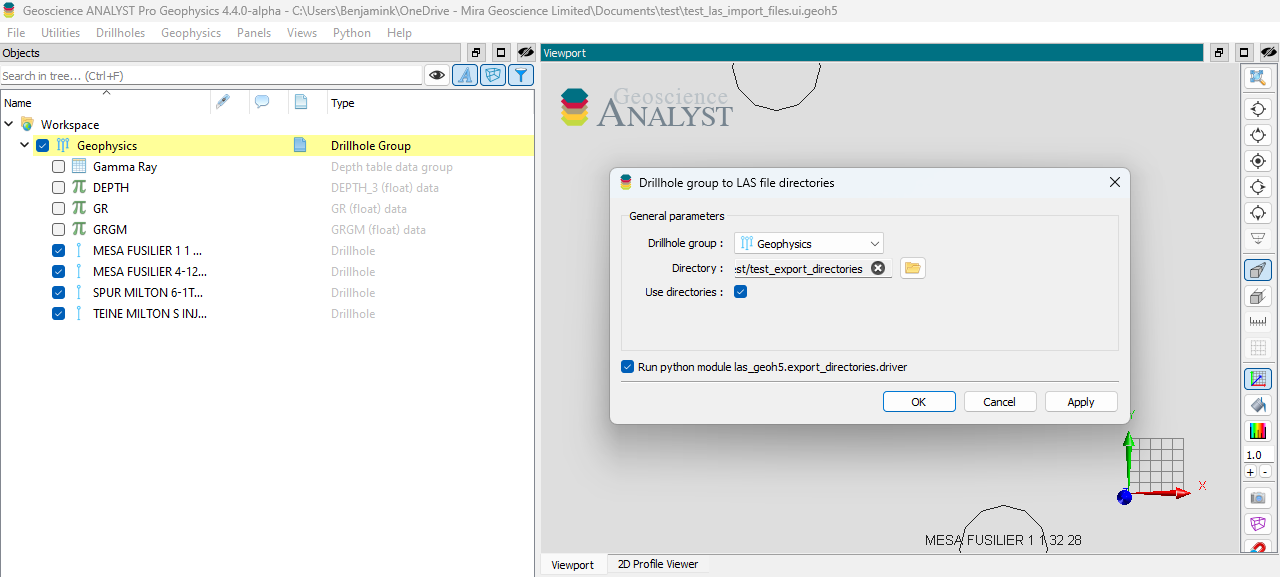 Geoscience ANALYST Pro Geophysics 4.4.0-alpha - C:\Users\Benjamink\OneDrive - Mira Geoscience Limited\Documents\test\test_las_import_files.ui.geoh5
File Utilities Drillholes Geophysics Panels Views Python Help
Objects
Search in tree... (Ctrl+F)
Name Type
Workspace
Geophysics Drillhole Group
Gamma Ray Depth table data group
DEPTH DEPTH_3 (float) data
GR GR (float) data
GRGM GRGM (float) data
MESA FUSILIER 1 1 ... Drillhole
MESA FUSILIER 4-12... Drillhole
SPUR MILTON 6-1T... Drillhole
TEINE MILTON S INJ... Drillhole
Viewport
Geoscience
ANALYST
Drillhole group to LAS file directories
General parameters
Drillhole group : Geophysics
Directory : est/test_export_directories
Use directories :
Run python module las_geoh5.export_directories.driver
OK Cancel Apply
Y
X
MESA FUSILIER 1 1 32 28
1.0
+ -
Viewport 2D Profile Viewer